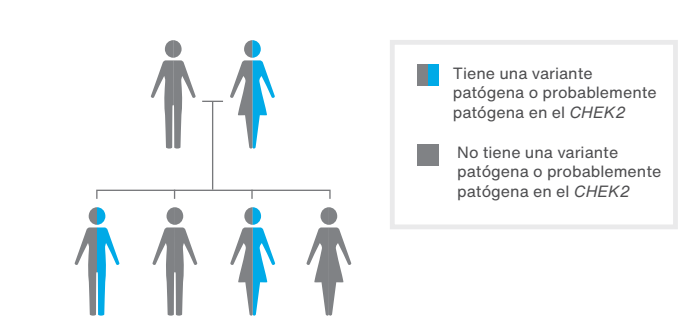 Tiene una variante
patógena o probablemente
patógena en el CHEK2
No tiene una variante
patógena o probablemente
patógena en el CHEK2